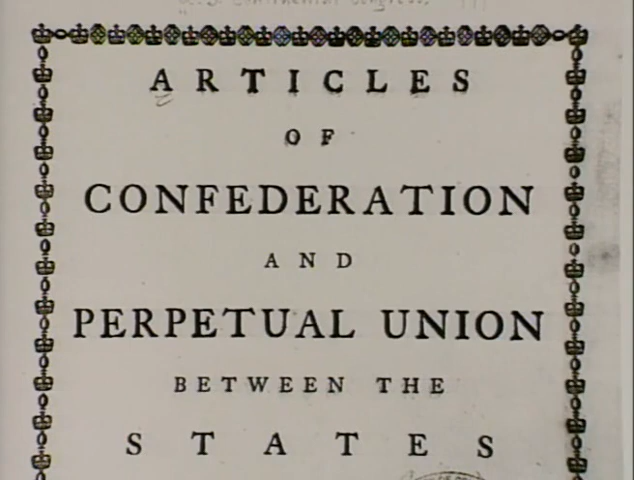 ARTICLES
OF
CONFEDERATION
AND
PERPETUAL UNION
BETWEEN THE
STATES